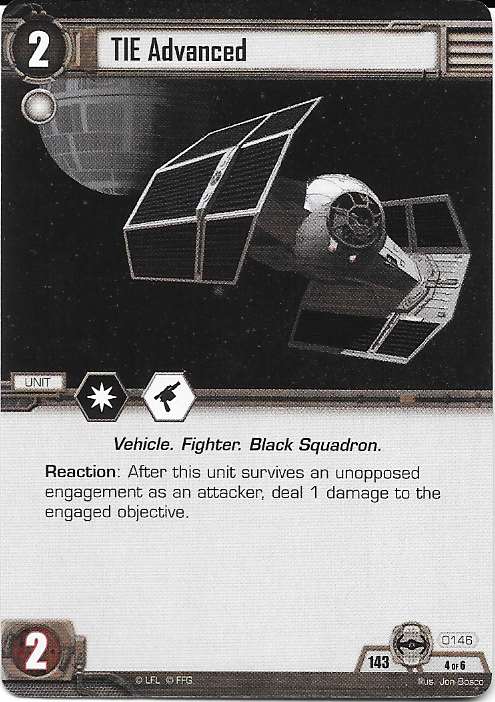 2
TIE Advanced
UNIT
Vehicle. Fighter. Black Squadron.
Reaction: After this unit survives an unopposed
engagement as an attacker, deal 1 damage to the
engaged objective.
2
143
0146
4 OF 6
© LFL © FFG
Illus. Jon Bosco